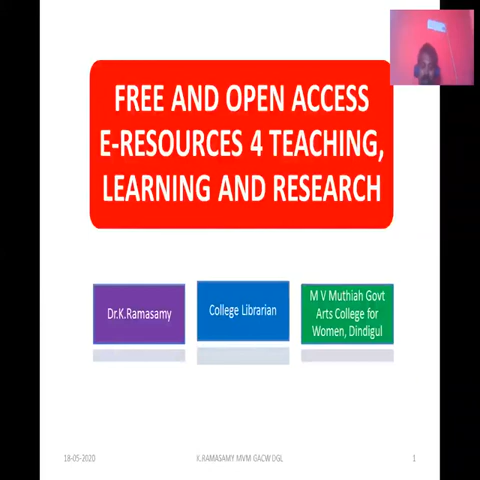 FREE AND OPEN ACCESS
E-RESOURCES 4 TEACHING,
LEARNING AND RESEARCH
Dr.K.Ramasamy
College Librarian
M V Muthiah Govt
Arts College for
Women, Dindigul
18-05-2020
K.RAMASAMY MVM GACW DGL
1